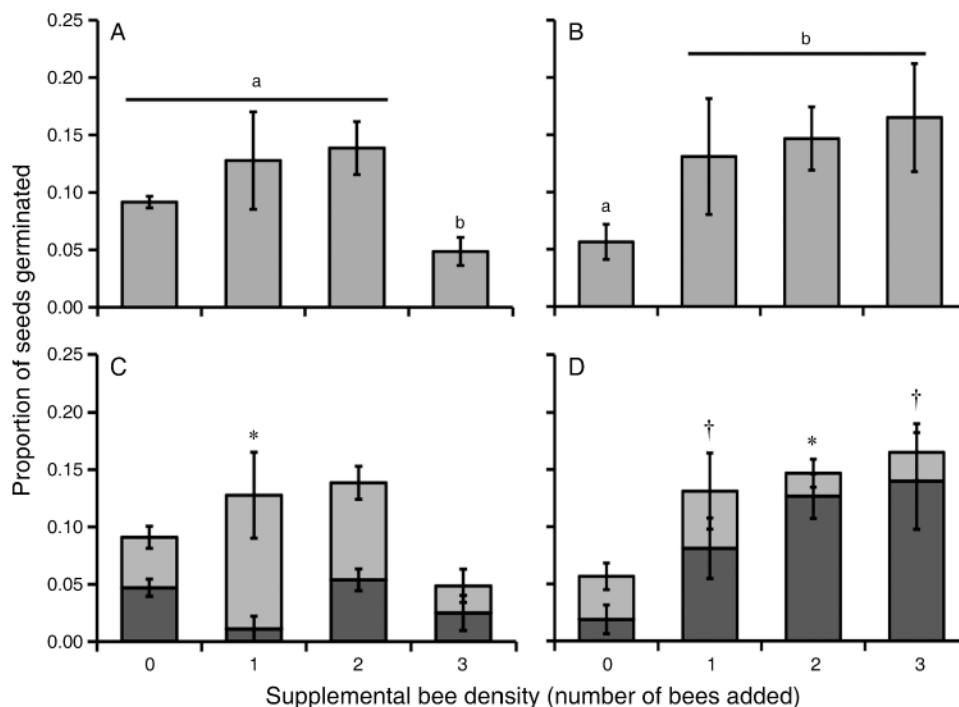 Proportion of seeds germinated
A
0.25
0.20
0.15
0.10
0.05
0.00
a
b
B
a
b
C
0.25
0.20
0.15
0.10
0.05
0.00
*
0 1 2 3
D
†
*
†
0 1 2 3
Supplemental bee density (number of bees added)